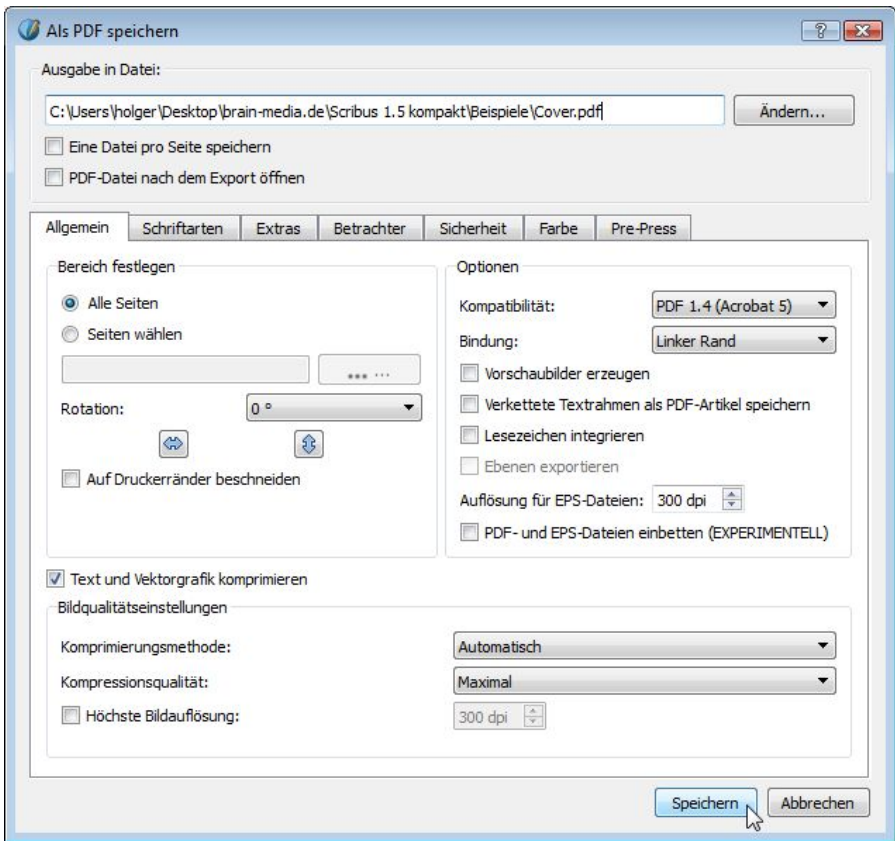 Als PDF speichern
Ausgabe in Datei:
C:\Users\holger\Desktop\brain-media.de\Scribus 1.5 kompakt\Beispiele\Cover.pdf
Ändern...
Eine Datei pro Seite speichern
PDF-Datei nach dem Export öffnen
Allgemein Schriftarten Extras Betrachter Sicherheit Farbe Pre-Press
Bereich festlegen
Alle Seiten
Seiten wählen
... ...
Rotation: 0 °
Auf Druckerränder beschneiden
Optionen
Kompatibilität: PDF 1.4 (Acrobat 5)
Bindung: Linker Rand
Vorschaubilder erzeugen
Verkettete Textrahmen als PDF-Artikel speichern
Lesezeichen integrieren
Ebenen exportieren
Auflösung für EPS-Dateien: 300 dpi
PDF- und EPS-Dateien einbetten (EXPERIMENTELL)
Text und Vektorgrafik komprimieren
Bildqualitätseinstellungen
Komprimierungsmethode: Automatisch
Kompressionsqualität: Maximal
Höchste Bildauflösung: 300 dpi
Speichern Abbrechen